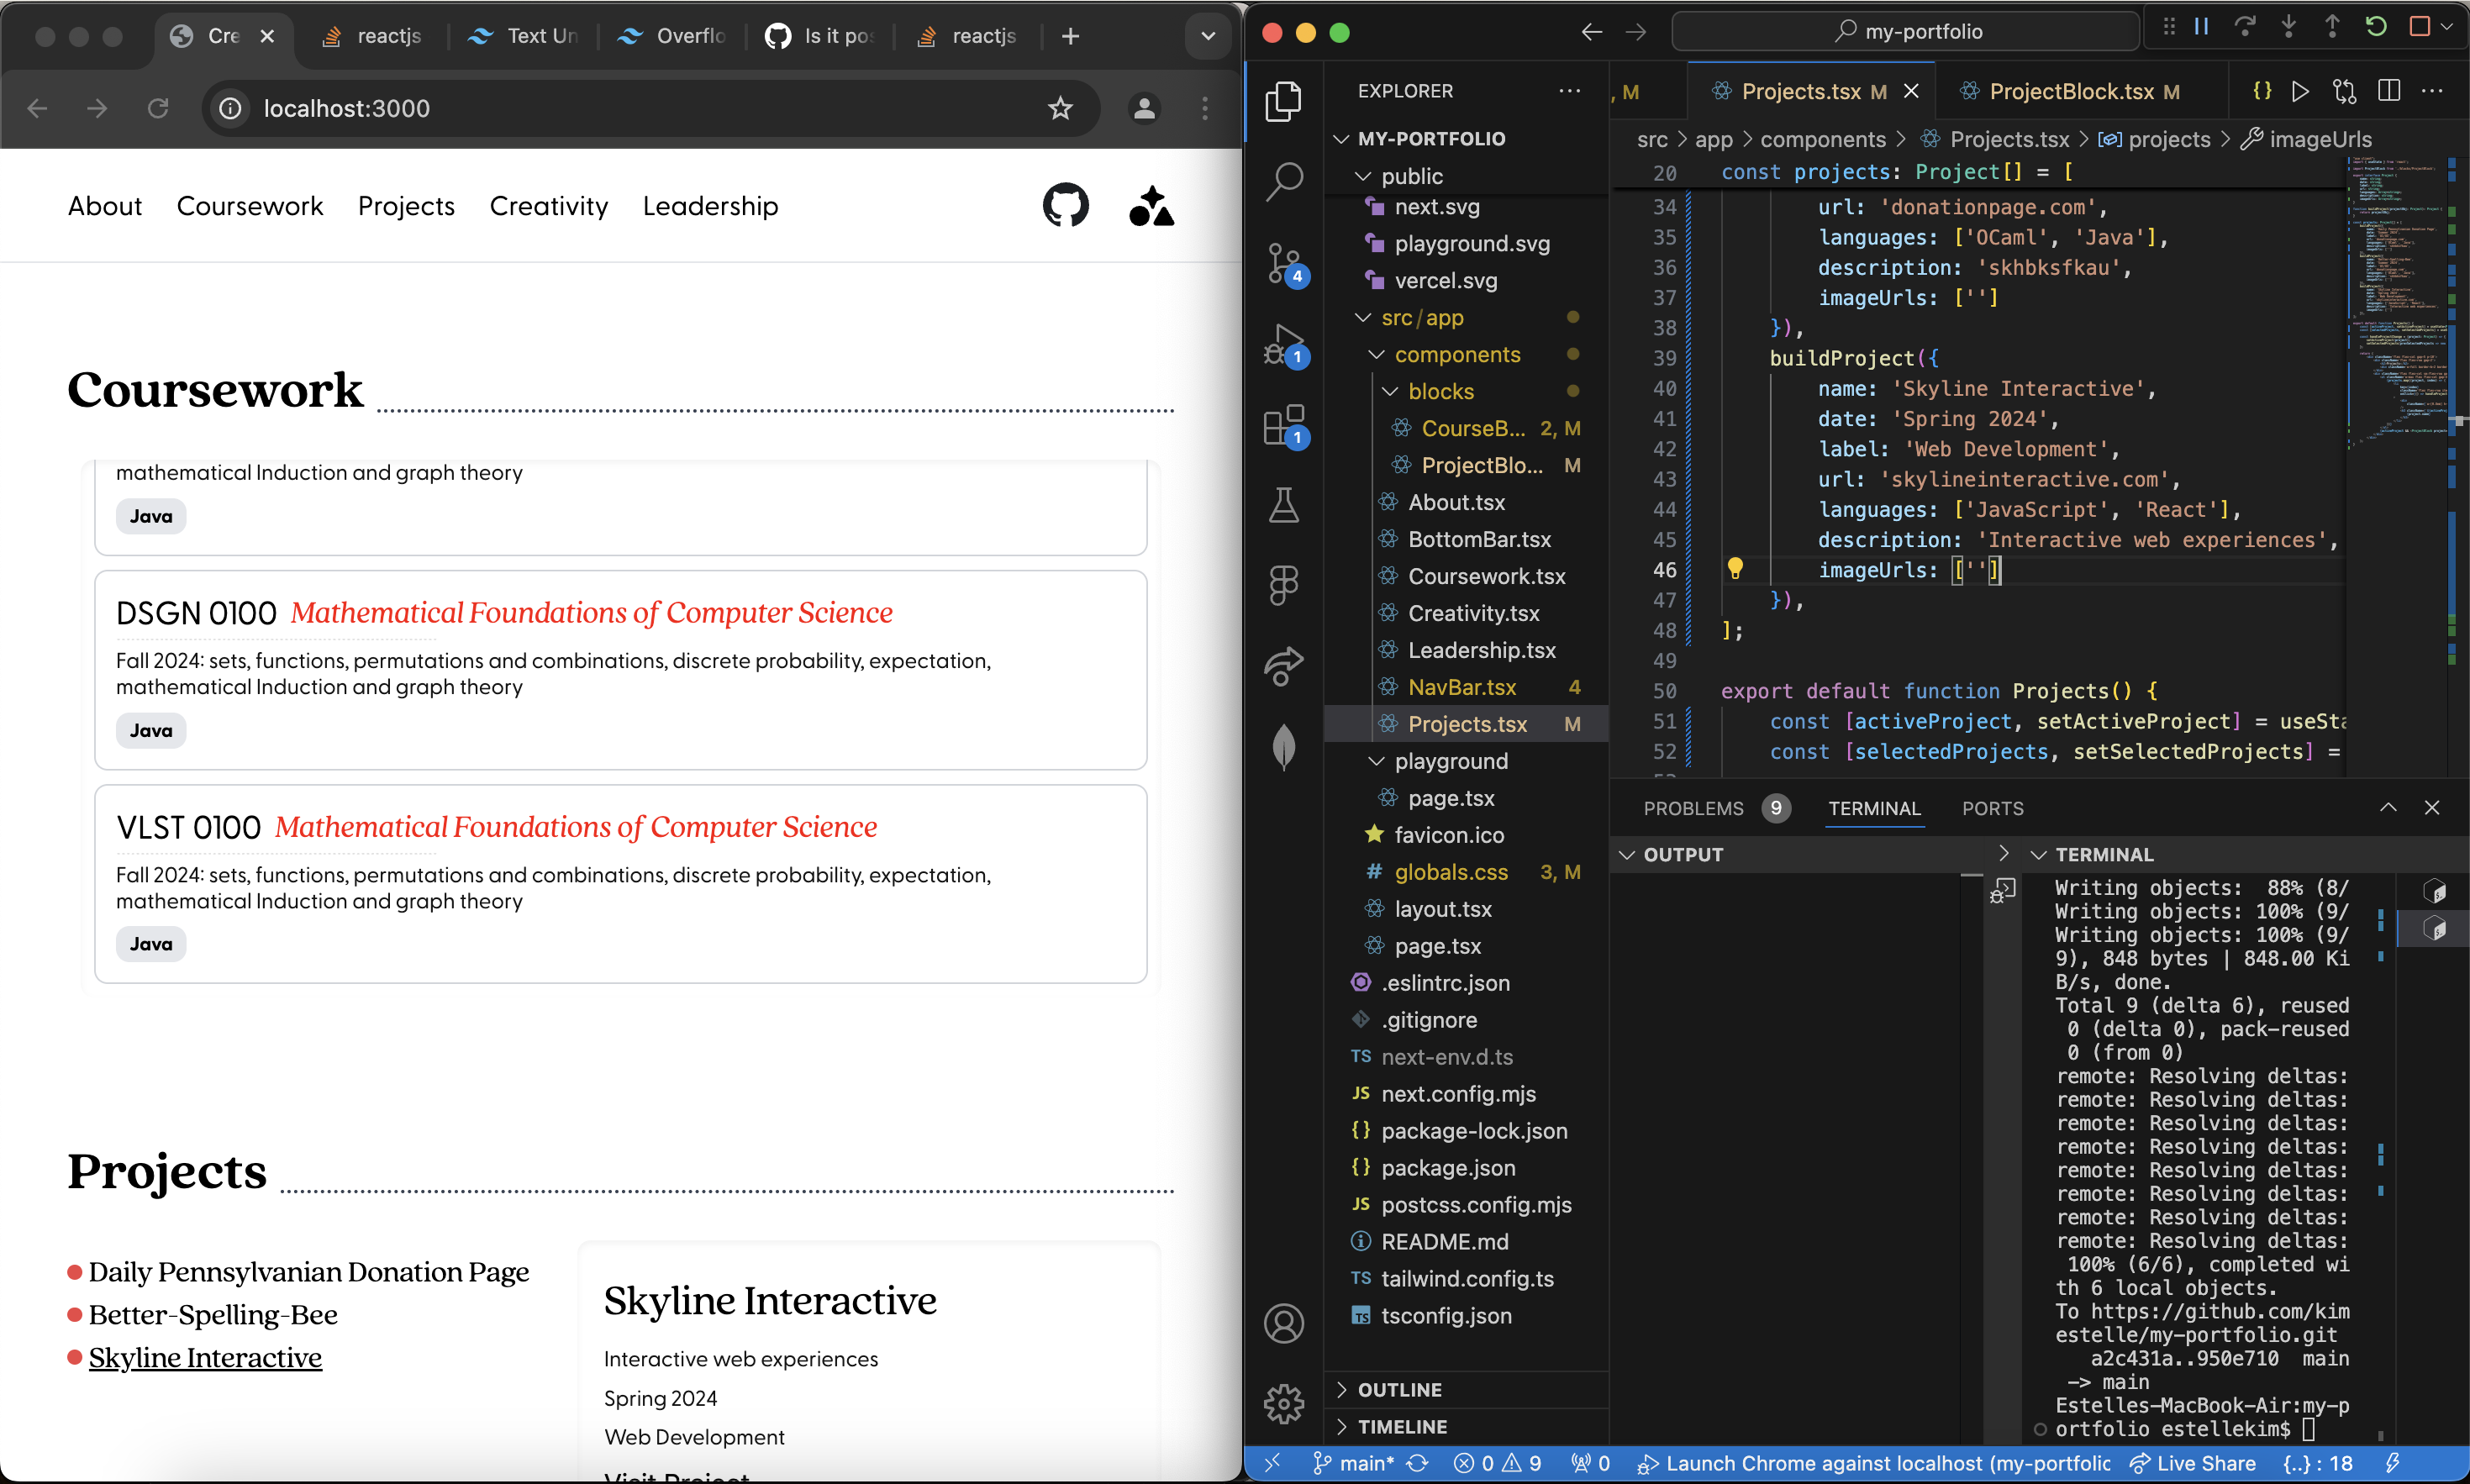 Cre
reactjs
Text Un
Overflo
Is it pos
reactjs
localhost:3000
About Coursework Projects Creativity Leadership
Coursework
mathematical Induction and graph theory
Java
DSGN 0100 Mathematical Foundations of Computer Science
Fall 2024: sets, functions, permutations and combinations, discrete probability, expectation,
mathematical Induction and graph theory
Java
VLST 0100 Mathematical Foundations of Computer Science
Fall 2024: sets, functions, permutations and combinations, discrete probability, expectation,
mathematical Induction and graph theory
Java
Projects
Daily Pennsylvanian Donation Page
Better-Spelling-Bee
Skyline Interactive
Skyline Interactive
Interactive web experiences
Spring 2024
Web Development
Visit Project
my-portfolio
4
1
1
EXPLORER
MY-PORTFOLIO
public
next.svg
playground.svg
vercel.svg
src/app
components
blocks
CourseB... 2, M
ProjectBlo... M
About.tsx
BottomBar.tsx
Coursework.tsx
Creativity.tsx
Leadership.tsx
NavBar.tsx 4
Projects.tsx M
playground
page.tsx
favicon.ico
# globals.css 3, M
layout.tsx
page.tsx
.eslintrc.json
.gitignore
TS next-env.d.ts
JS next.config.mjs
{} package-lock.json
{} package.json
JS postcss.config.mjs
README.md
TS tailwind.config.ts
TS tsconfig.json
OUTLINE
TIMELINE
, M
Projects.tsx M
ProjectBlock.tsx M
src > app > components > Projects.tsx > projects > imageUrls
20 const projects: Project[] = [
34 url: 'donationpage.com',
35 languages: ['OCaml', 'Java'],
36 description: 'skhbksfkau',
37 imageUrls: ['']
38 }),
39 buildProject({
40 name: 'Skyline Interactive',
41 date: 'Spring 2024',
42 label: 'Web Development',
43 url: 'skylineinteractive.com',
44 languages: ['JavaScript', 'React'],
45 description: 'Interactive web experiences',
46 imageUrls: ['']
47 }),
48 ];
49
50 export default function Projects() {
51 const [activeProject, setActiveProject] = useSta
52 const [selectedProjects, setSelectedProjects] =
PROBLEMS 9 TERMINAL PORTS
OUTPUT
TERMINAL
Writing objects: 88% (8/
Writing objects: 100% (9/
Writing objects: 100% (9/
9), 848 bytes | 848.00 Ki
B/s, done.
Total 9 (delta 6), reused
0 (delta 0), pack-reused
0 (from 0)
remote: Resolving deltas:
remote: Resolving deltas:
remote: Resolving deltas:
remote: Resolving deltas:
remote: Resolving deltas:
remote: Resolving deltas:
remote: Resolving deltas:
remote: Resolving deltas:
100% (6/6), completed wi
th 6 local objects.
To https://github.com/kim
estelle/my-portfolio.git
a2c431a..950e710 main
-> main
Estelles-MacBook-Air:my-p
ortfolio estellekim$
main* 0 9 0 Launch Chrome against localhost (my-portfolio Live Share {..} : 18